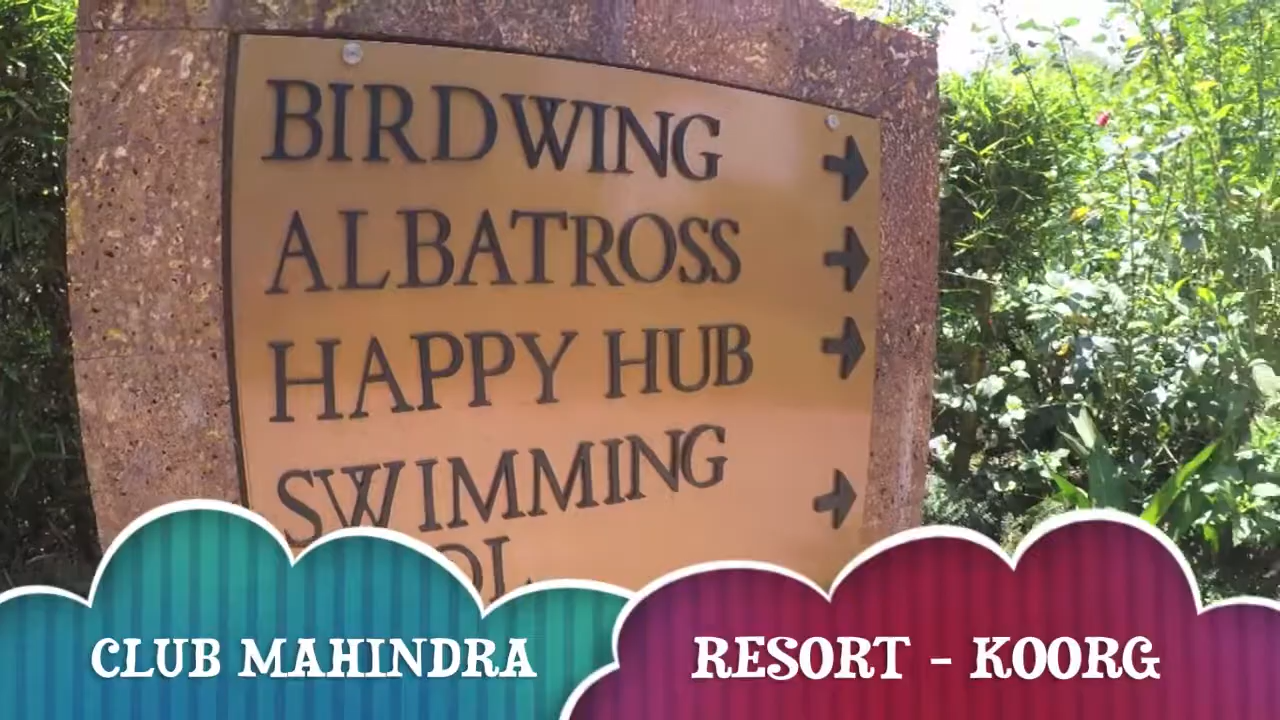 BIRDWING
ALBATROSS
HAPPY HUB
SWIMMING
CLUB MAHINDRA
RESORT - KOORG